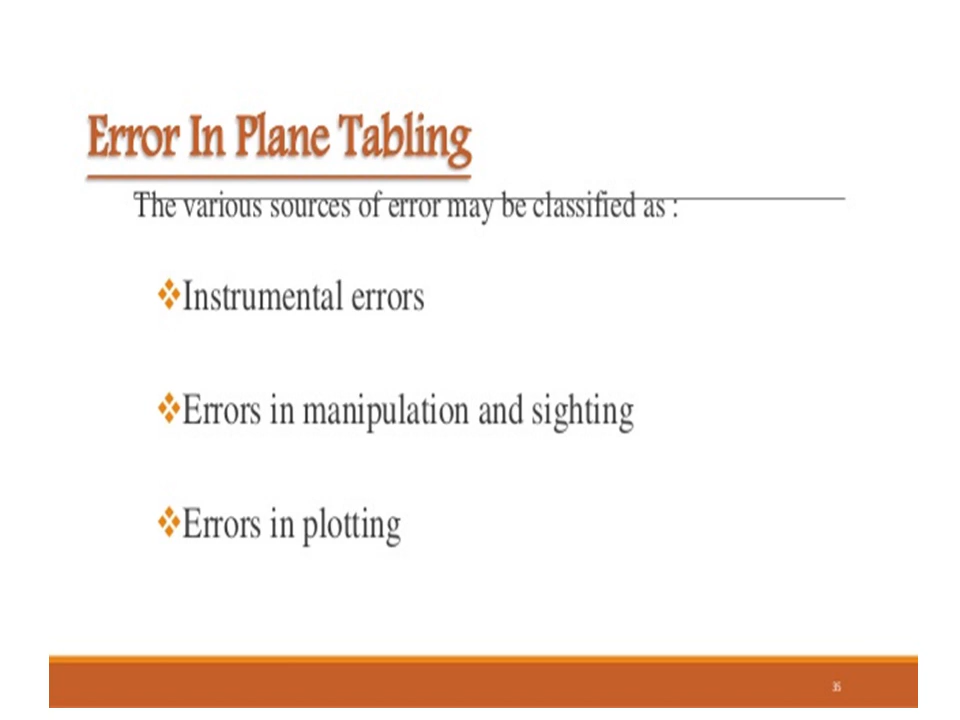 Error In Plane Tabling
The various sources of error may be classified as :
❖Instrumental errors
❖Errors in manipulation and sighting
❖Errors in plotting
35